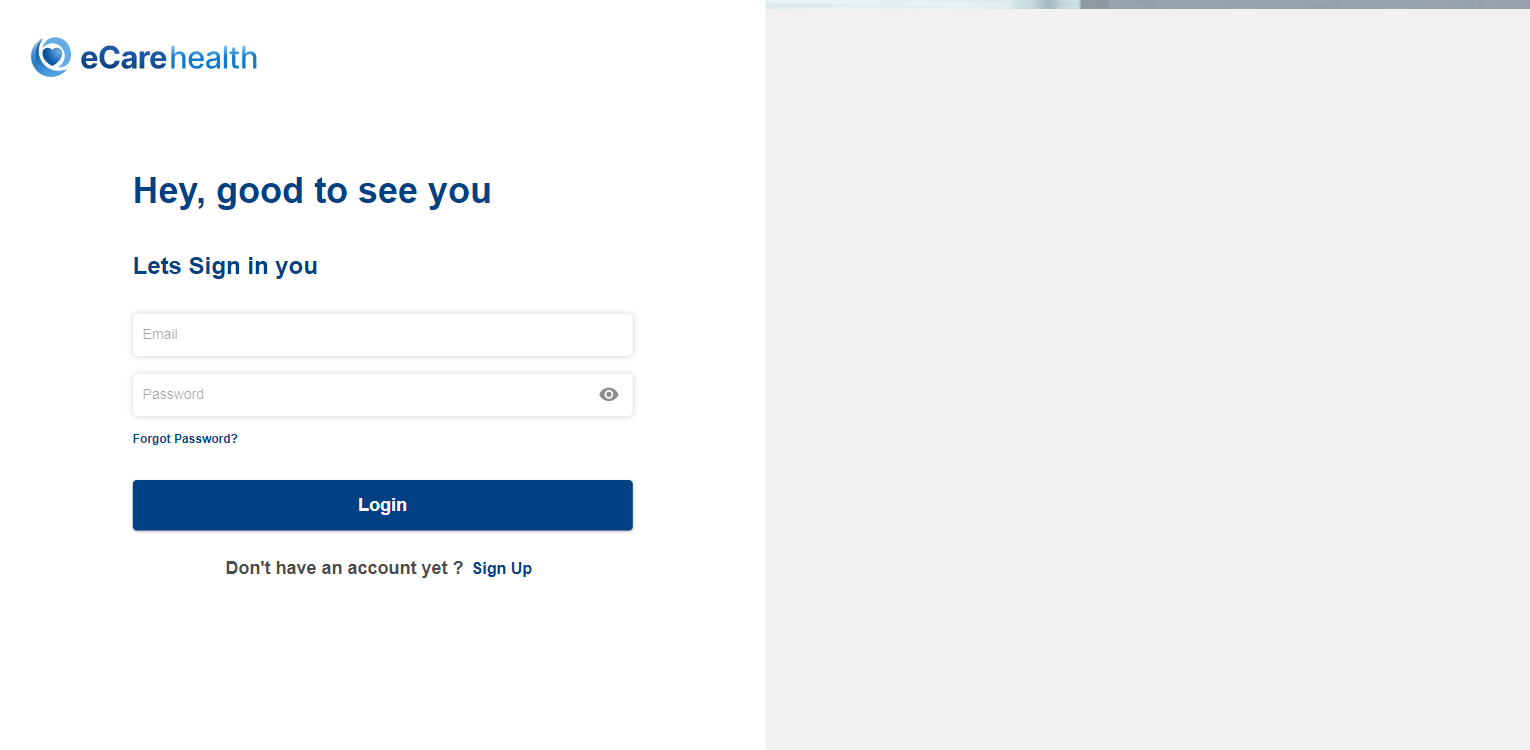 eCarehealth
Hey, good to see you
Lets Sign in you
Email
Password
Forgot Password?
Login
Don't have an account yet ? Sign Up